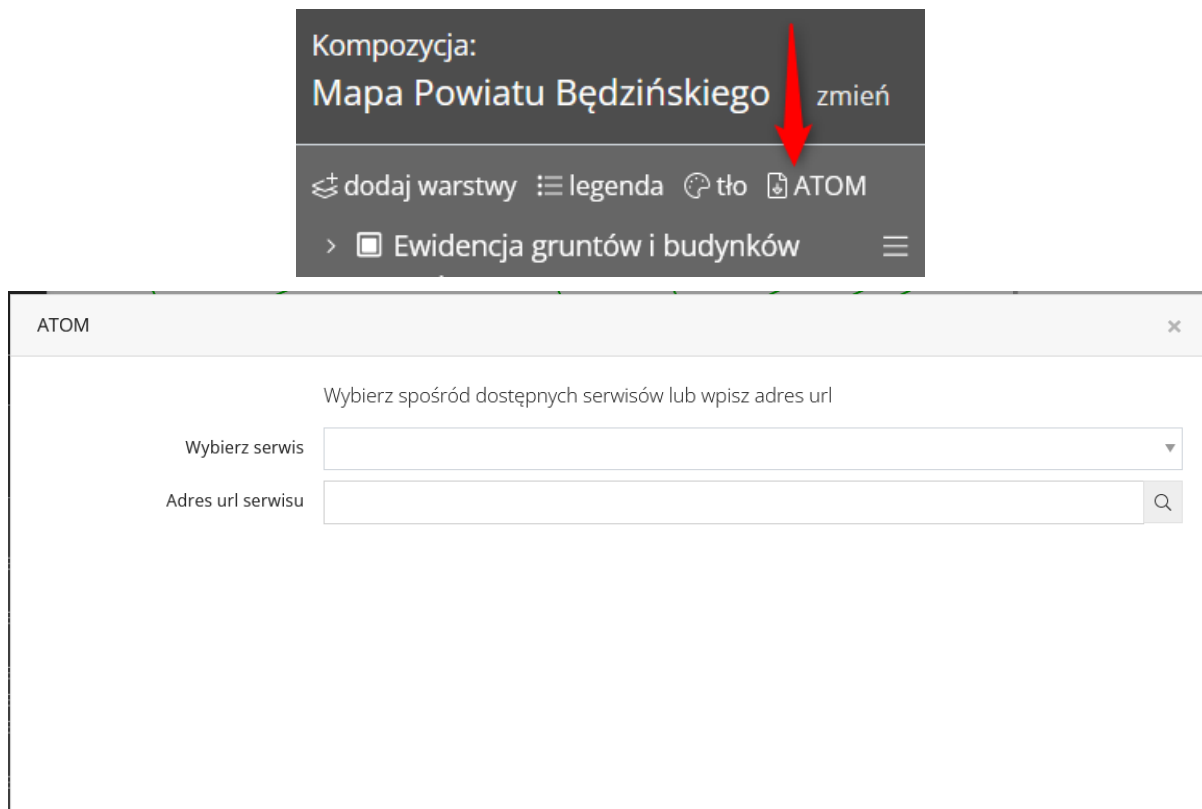 Kompozycja:
Mapa Powiatu Będzińskiego zmień
dodaj warstwy legenda tło ATOM
Ewidencja gruntów i budynków
ATOM
Wybierz spośród dostępnych serwisów lub wpisz adres url
Wybierz serwis
Adres url serwisu